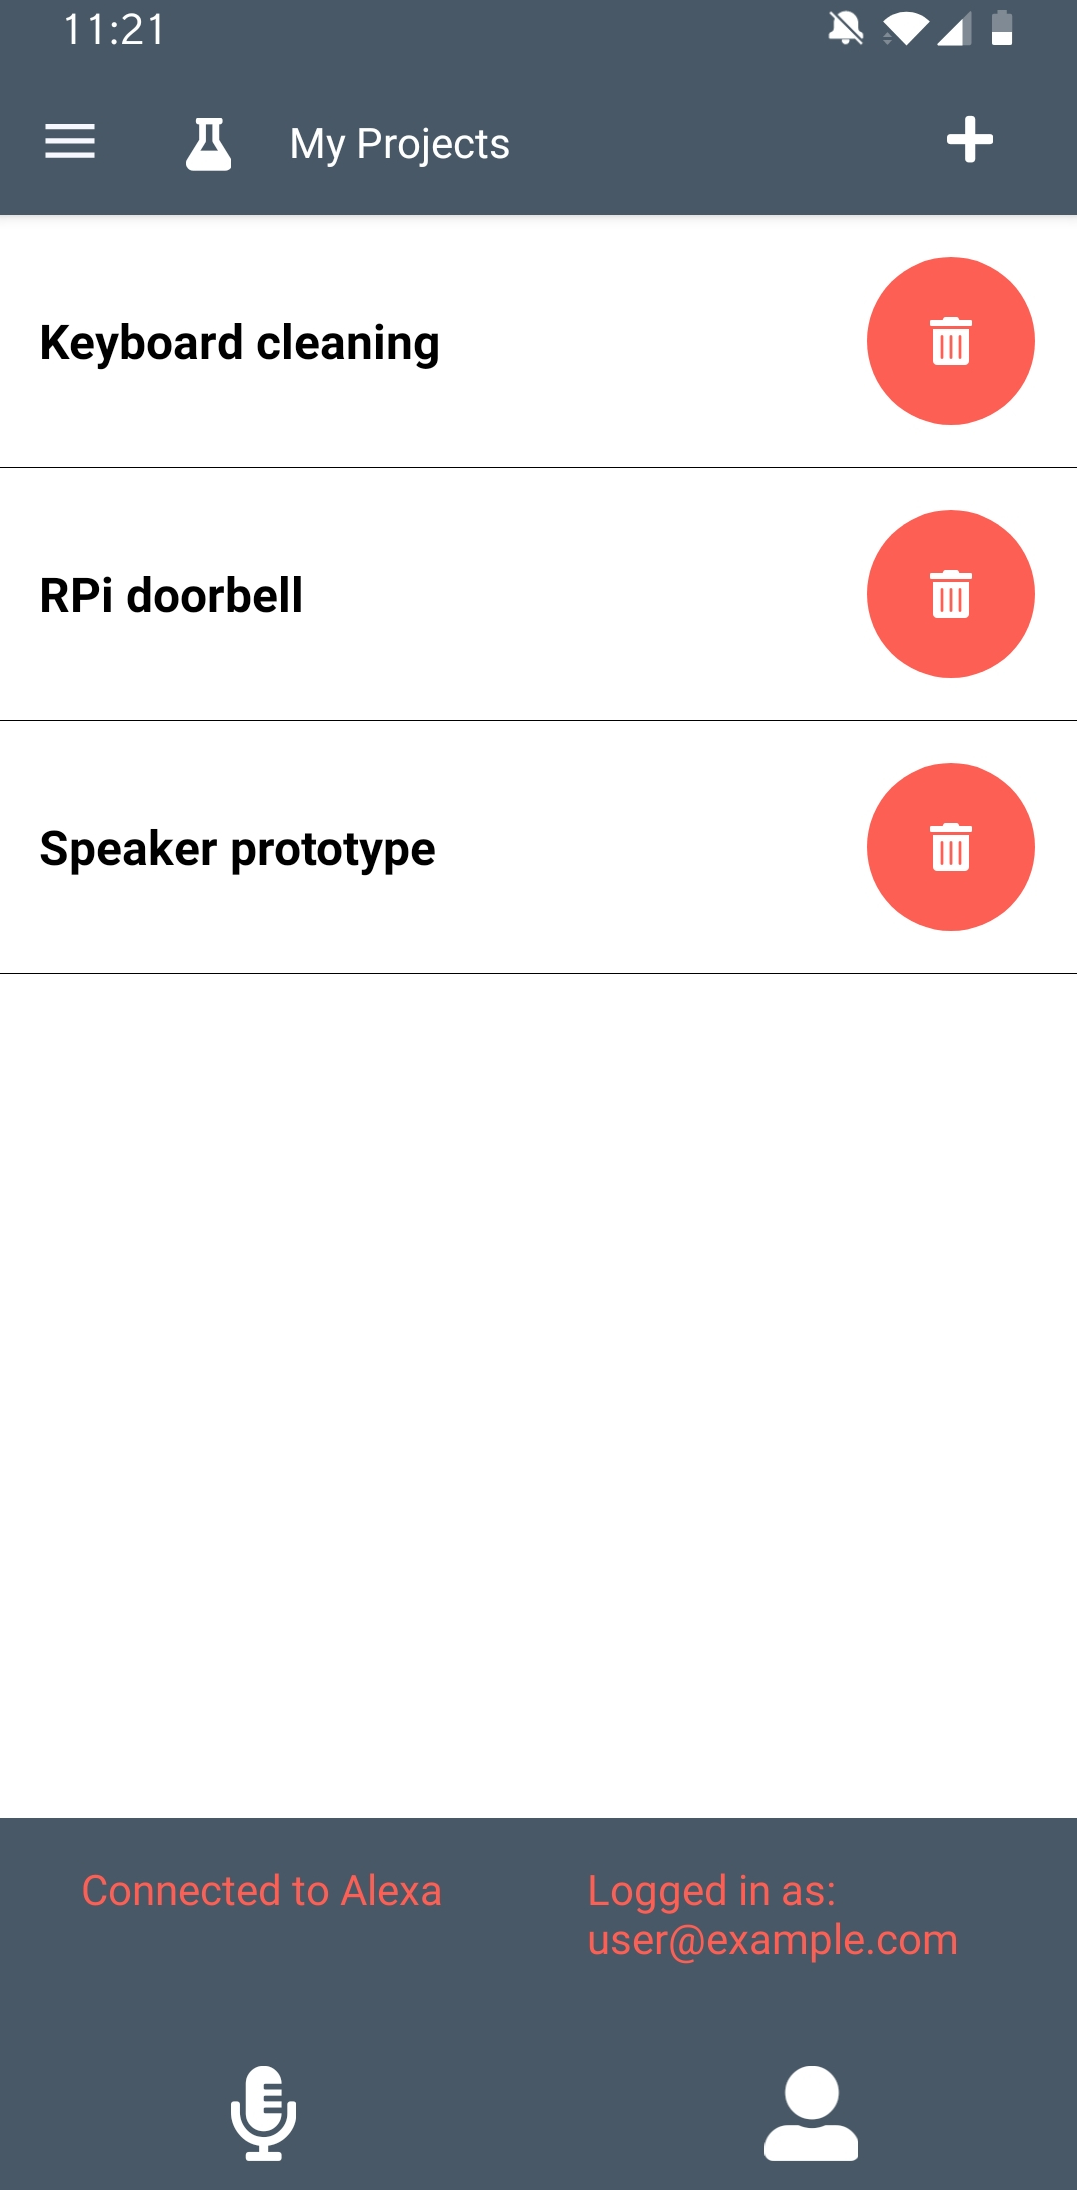 11:21
My Projects
Keyboard cleaning
RPi doorbell
Speaker prototype
Connected to Alexa
Logged in as:
user@example.com